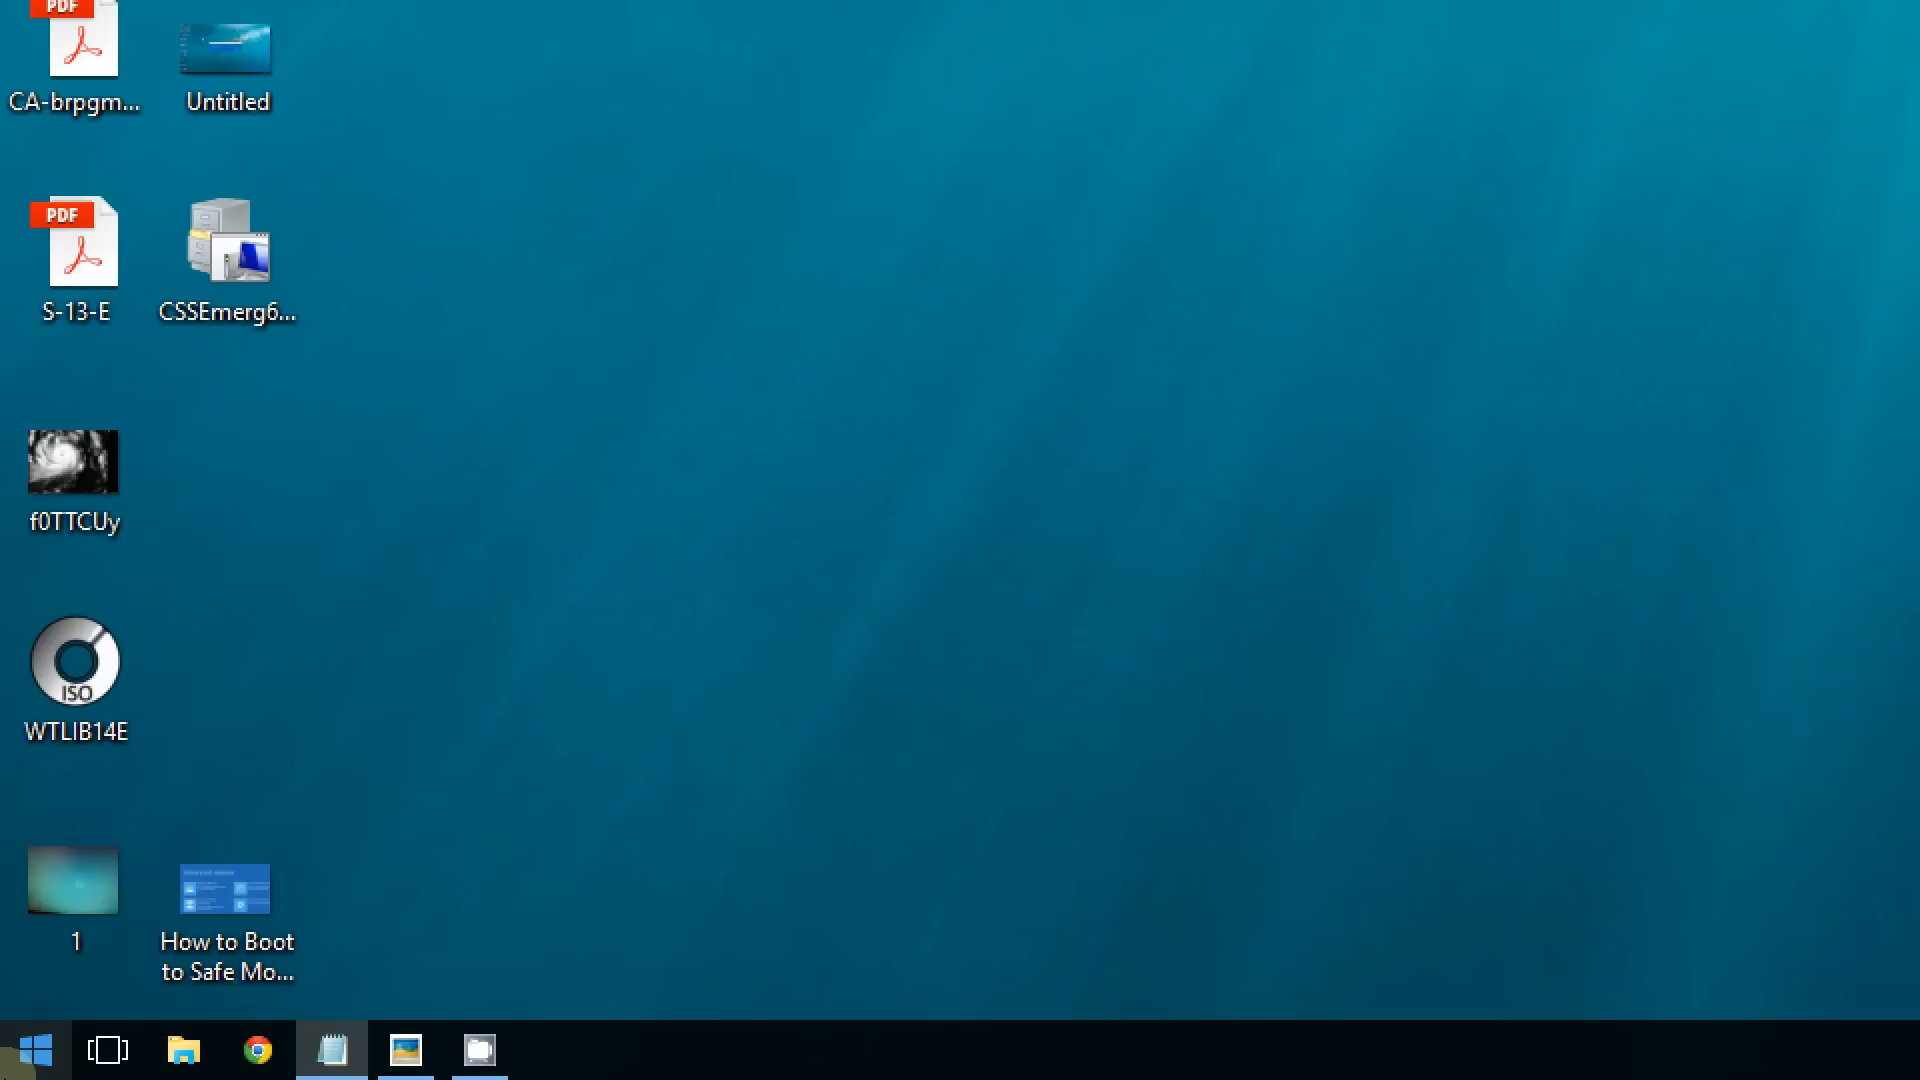 PDF
CA-brpgm...
Untitled
PDF
S-13-E
CSSEmerg6...
f0TTCUy
ISO
WTLIB14E
1
How to Boot
to Safe Mo...